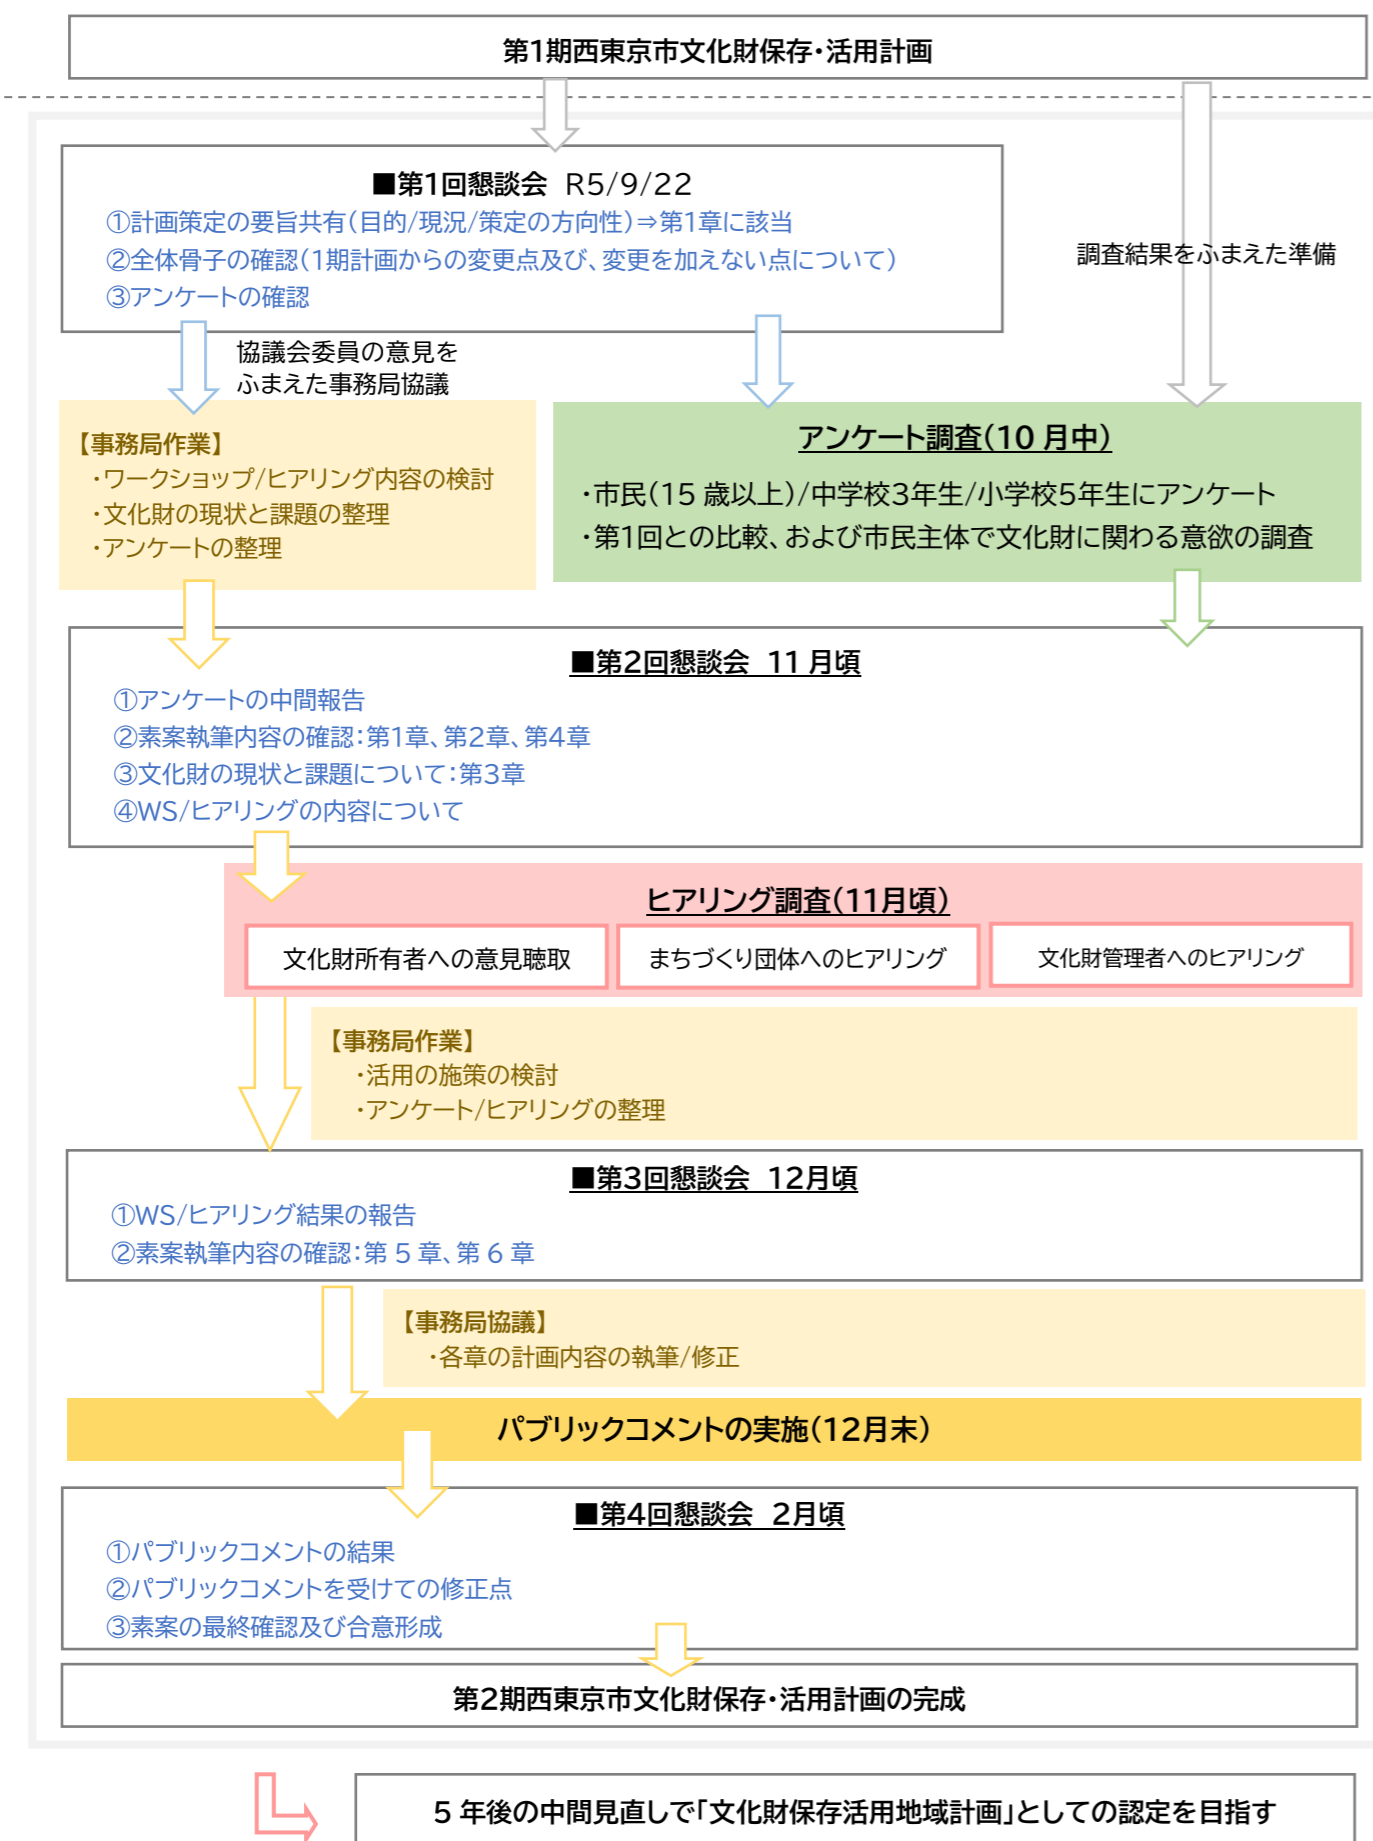 第1期西東京市文化財保存・活用計画
■第1回懇談会 R5/9/22
①計画策定の要旨共有(目的/現況/策定の方向性)⇒第1章に該当
②全体骨子の確認(1期計画からの変更点及び、変更を加えない点について)
③アンケートの確認
調査結果をふまえた準備
協議会委員の意見を
ふまえた事務局協議
【事務局作業】
・ワークショップ/ヒアリング内容の検討
・文化財の現状と課題の整理
・アンケートの整理
アンケート調査(10 月中)
・市民(15 歳以上)/中学校3年生/小学校5年生にアンケート
・第1回との比較、および市民主体で文化財に関わる意欲の調査
■第2回懇談会 11 月頃
①アンケートの中間報告
②素案執筆内容の確認:第1章、第2章、第4章
③文化財の現状と課題について:第3章
④WS/ヒアリングの内容について
ヒアリング調査(11月頃)
文化財所有者への意見聴取
まちづくり団体へのヒアリング
文化財管理者へのヒアリング
【事務局作業】
・活用の施策の検討
・アンケート/ヒアリングの整理
■第3回懇談会 12月頃
①WS/ヒアリング結果の報告
②素案執筆内容の確認:第 5 章、第 6 章
【事務局協議】
・各章の計画内容の執筆/修正
パブリックコメントの実施(12月末)
■第4回懇談会 2月頃
①パブリックコメントの結果
②パブリックコメントを受けての修正点
③素案の最終確認及び合意形成
第2期西東京市文化財保存・活用計画の完成
5 年後の中間見直しで「文化財保存活用地域計画」としての認定を目指す